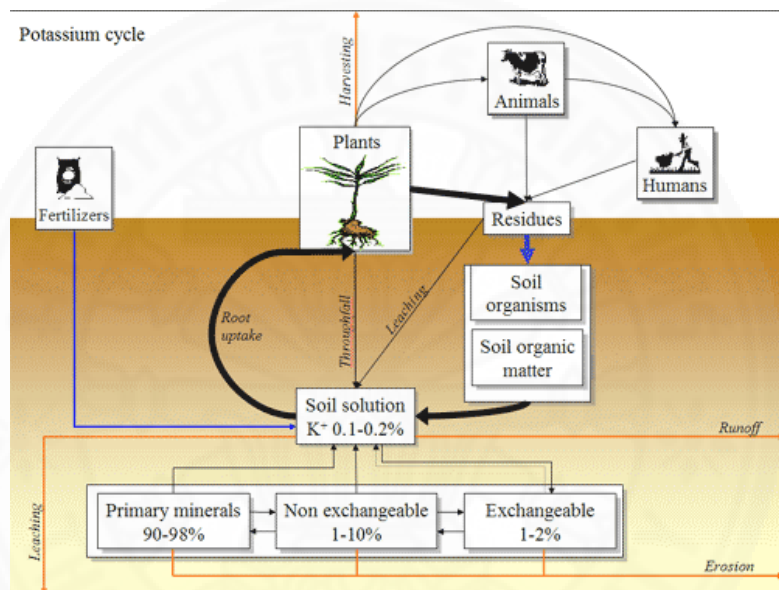 Potassium cycle
Harvesting
Animals
Plants
Humans
Fertilizers
Residues
Soil
organisms
Root
uptake
Throughfall
Leaching
Soil organic
matter
Soil solution
K⁺ 0.1-0.2%
Runoff
Leaching
Primary minerals
90-98%
Non exchangeable
1-10%
Exchangeable
1-2%
Erosion